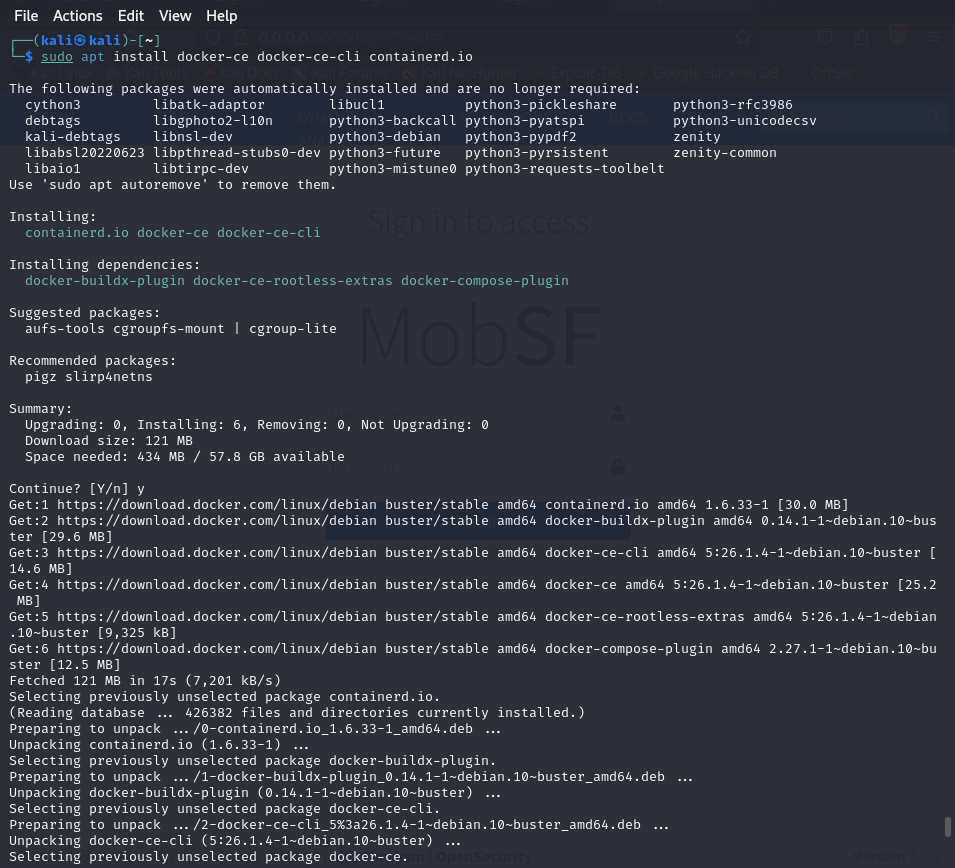 File Actions Edit View Help
┌──(kali㉿kali)-[~]
└─$ sudo apt install docker-ce docker-ce-cli containerd.io
The following packages were automatically installed and are no longer required:
cython3 libatk-adaptor libucl1 python3-pickleshare python3-rfc3986
debtags libgphoto2-l10n python3-backcall python3-pyatspi python3-unicodecsv
kali-debtags libnsl-dev python3-debian python3-pypdf2 zenity
libabsl20220623 libpthread-stubs0-dev python3-future python3-pyrsistent zenity-common
libaio1 libtirpc-dev python3-mistune0 python3-requests-toolbelt
Use 'sudo apt autoremove' to remove them.
Installing:
containerd.io docker-ce docker-ce-cli
Sign in to access
Installing dependencies:
docker-buildx-plugin docker-ce-rootless-extras docker-compose-plugin
Suggested packages:
aufs-tools cgroupfs-mount | cgroup-lite
MobSF
Recommended packages:
pigz slirp4netns
Summary:
Upgrading: 0, Installing: 6, Removing: 0, Not Upgrading: 0
Download size: 121 MB
Space needed: 434 MB / 57.8 GB available
Continue? [Y/n] y
Get:1 https://download.docker.com/linux/debian buster/stable amd64 containerd.io amd64 1.6.33-1 [30.0 MB]
Get:2 https://download.docker.com/linux/debian buster/stable amd64 docker-buildx-plugin amd64 0.14.1-1~debian.10~bus
ter [29.6 MB]
Get:3 https://download.docker.com/linux/debian buster/stable amd64 docker-ce-cli amd64 5:26.1.4-1~debian.10~buster [
14.6 MB]
Get:4 https://download.docker.com/linux/debian buster/stable amd64 docker-ce amd64 5:26.1.4-1~debian.10~buster [25.2
MB]
Get:5 https://download.docker.com/linux/debian buster/stable amd64 docker-ce-rootless-extras amd64 5:26.1.4-1~debian
.10~buster [9,325 kB]
Get:6 https://download.docker.com/linux/debian buster/stable amd64 docker-compose-plugin amd64 2.27.1-1~debian.10~bu
ster [12.5 MB]
Fetched 121 MB in 17s (7,201 kB/s)
Selecting previously unselected package containerd.io.
(Reading database ... 426382 files and directories currently installed.)
Preparing to unpack .../0-containerd.io_1.6.33-1_amd64.deb ...
Unpacking containerd.io (1.6.33-1) ...
Selecting previously unselected package docker-buildx-plugin.
Preparing to unpack .../1-docker-buildx-plugin_0.14.1-1~debian.10~buster_amd64.deb ...
Unpacking docker-buildx-plugin (0.14.1-1~debian.10~buster) ...
Selecting previously unselected package docker-ce-cli.
Preparing to unpack .../2-docker-ce-cli_5%3a26.1.4-1~debian.10~buster_amd64.deb ...
Unpacking docker-ce-cli (5:26.1.4-1~debian.10~buster) ...
Selecting previously unselected package docker-ce.